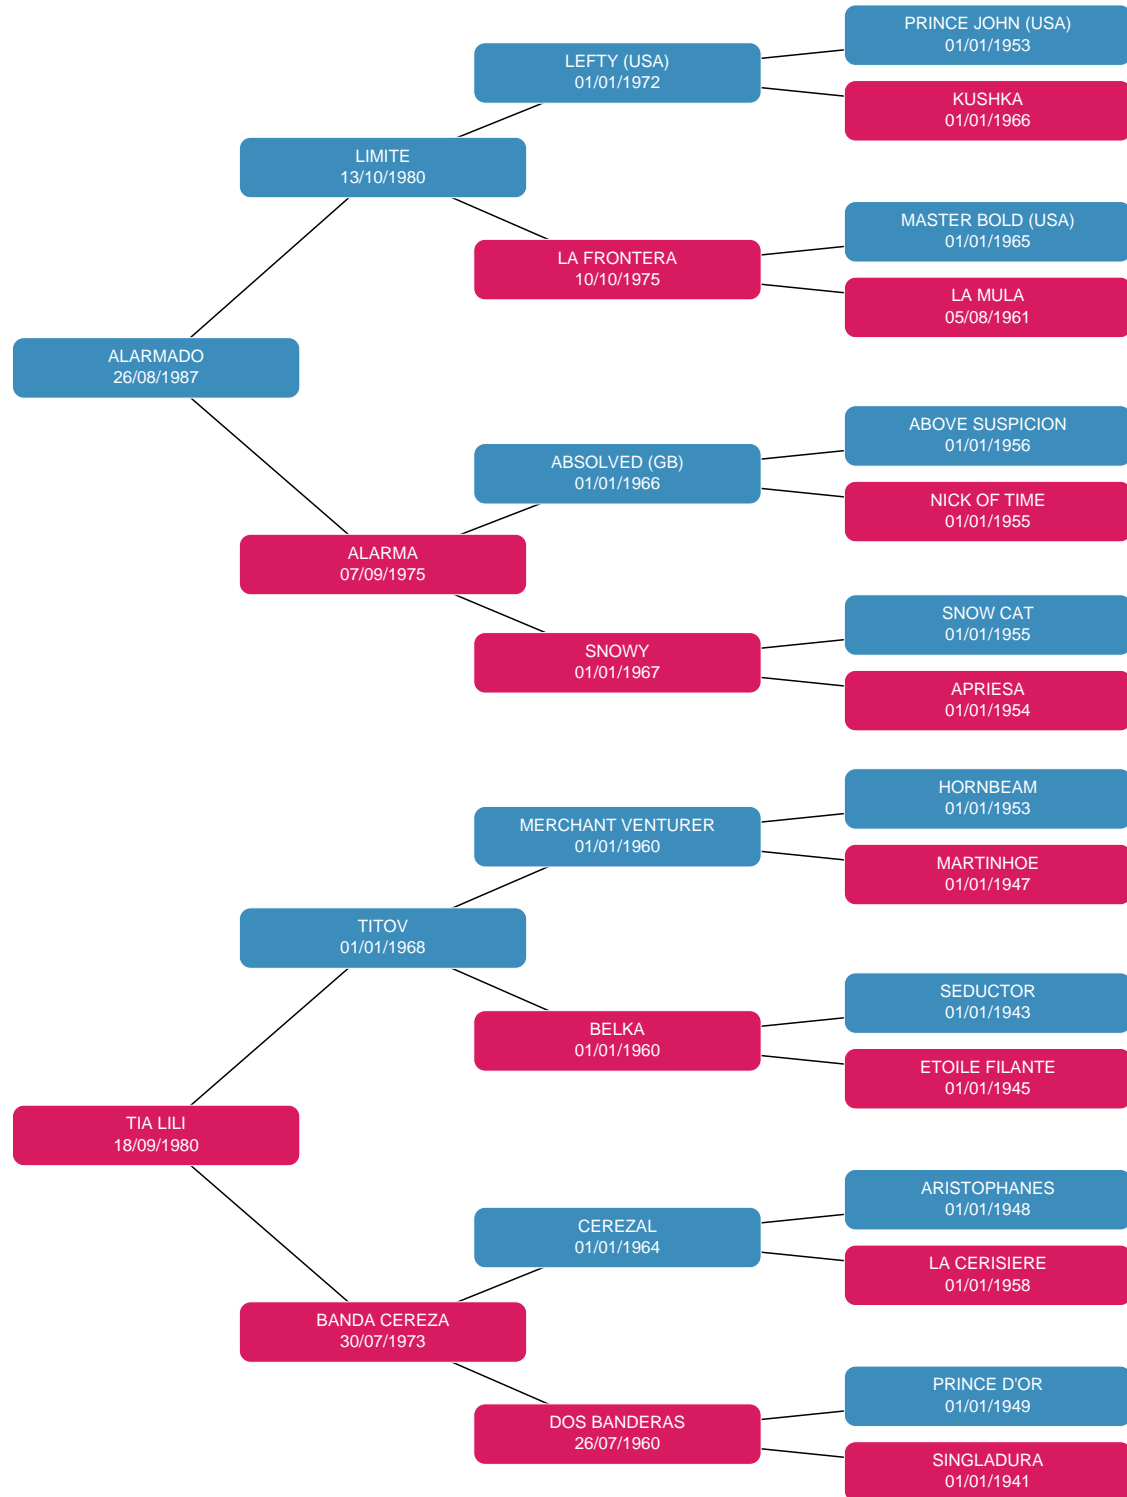 PRINCE JOHN (USA)
01/01/1953
LEFTY (USA)
01/01/1972
KUSHKA
01/01/1966
LIMITE
13/10/1980
MASTER BOLD (USA)
01/01/1965
LA FRONTERA
10/10/1975
LA MULA
05/08/1961
ALARMADO
26/08/1987
ABOVE SUSPICION
01/01/1956
ABSOLVED (GB)
01/01/1966
NICK OF TIME
01/01/1955
ALARMA
07/09/1975
SNOW CAT
01/01/1955
SNOWY
01/01/1967
APRIESA
01/01/1954
HORNBEAM
01/01/1953
MERCHANT VENTURER
01/01/1960
MARTINHOE
01/01/1947
TITOV
01/01/1968
SEDUCTOR
01/01/1943
BELKA
01/01/1960
ETOILE FILANTE
01/01/1945
TIA LILI
18/09/1980
ARISTOPHANES
01/01/1948
CEREZAL
01/01/1964
LA CERISIERE
01/01/1958
BANDA CEREZA
30/07/1973
PRINCE D'OR
01/01/1949
DOS BANDERAS
26/07/1960
SINGLADURA
01/01/1941